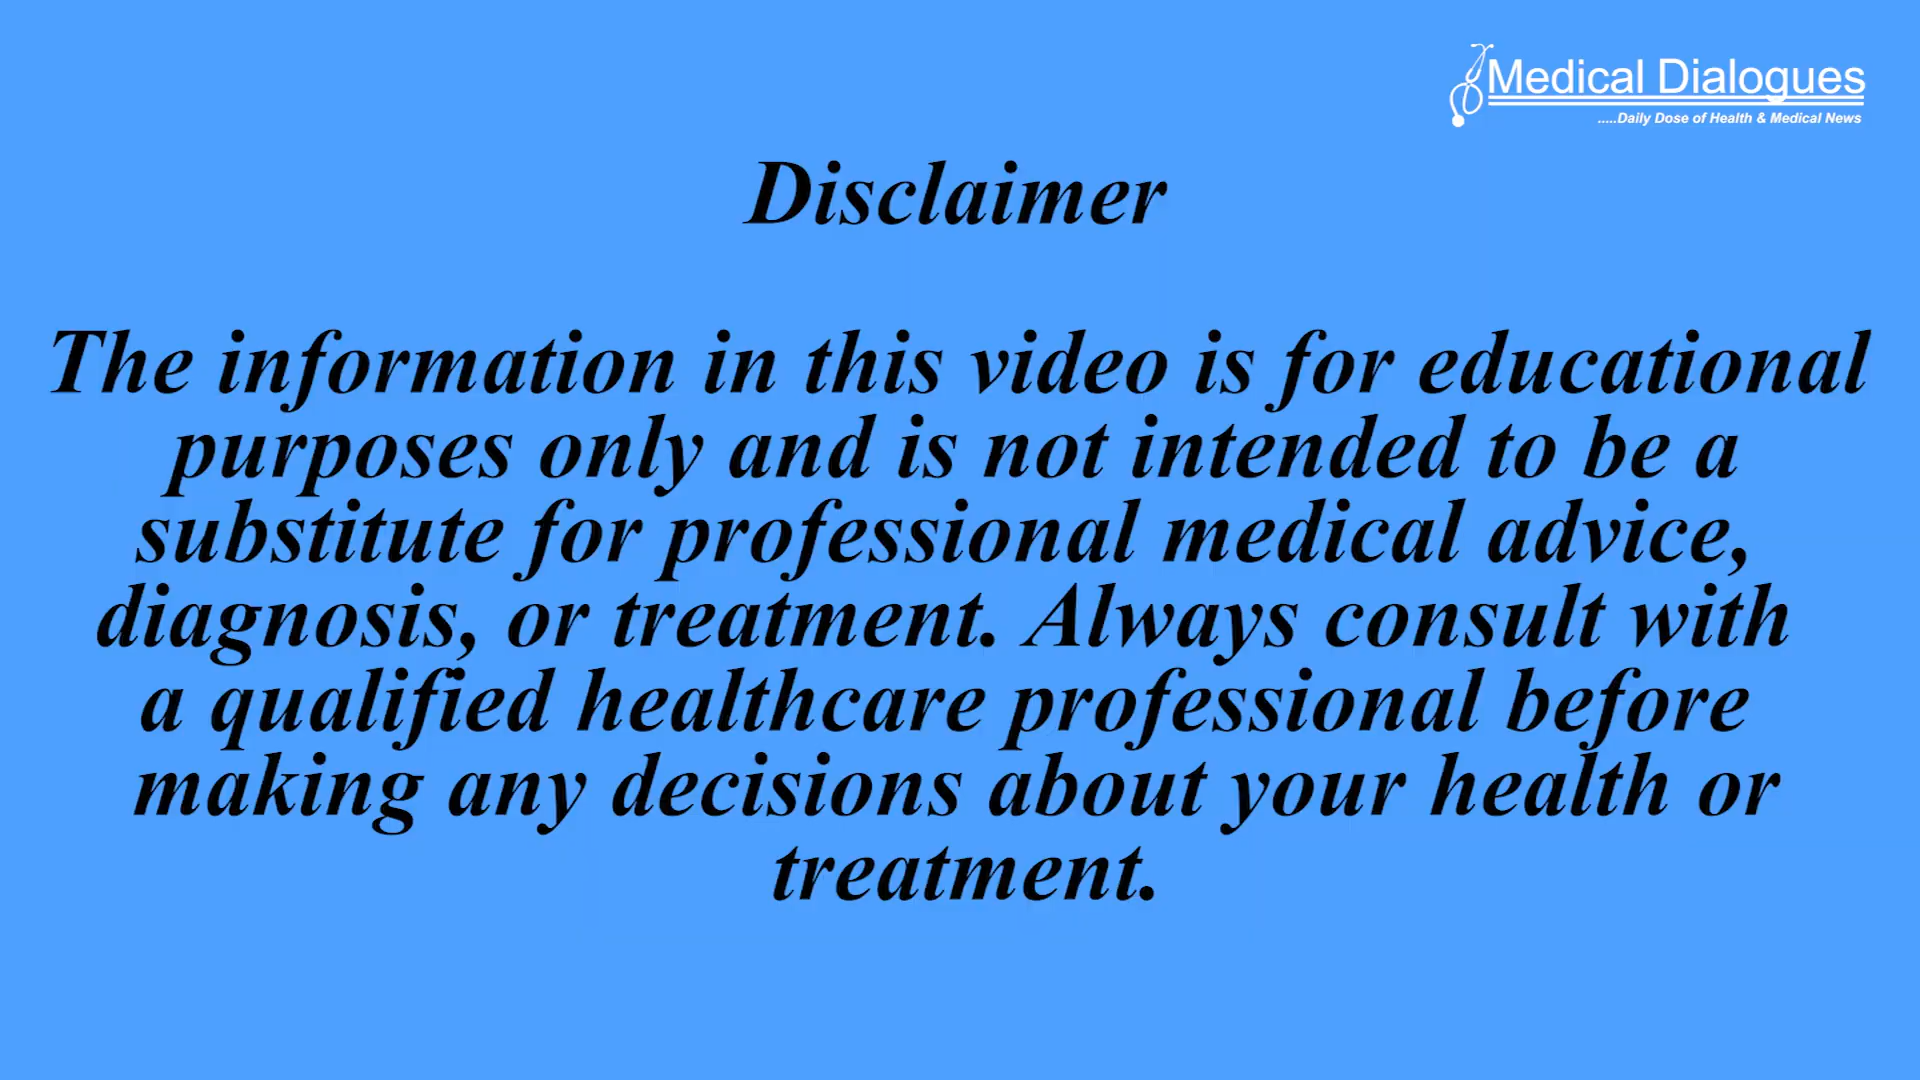 Medical Dialogues
.....Daily Dose of Health & Medical News
Disclaimer
The information in this video is for educational
purposes only and is not intended to be a
substitute for professional medical advice,
diagnosis, or treatment. Always consult with
a qualified healthcare professional before
making any decisions about your health or
treatment.